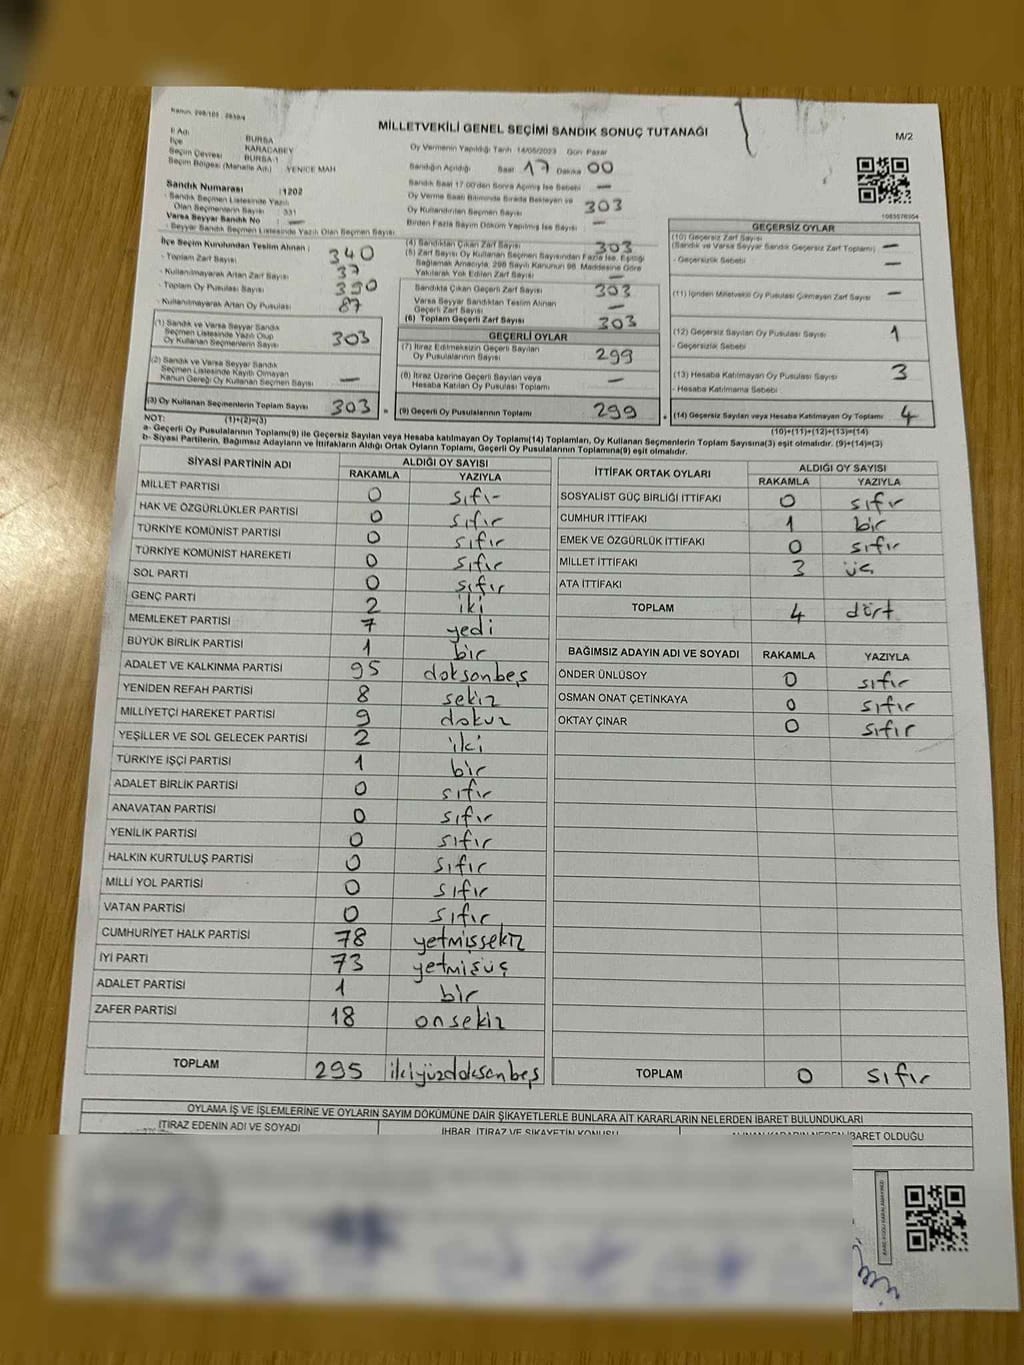 Kanun: 298/105 - 2839/4
MİLLETVEKİLİ GENEL SEÇİMİ SANDIK SONUÇ TUTANAĞI
M/2
İl Adı BURSA
İlçe KARACABEY
Seçim Çevresi BURSA-1
Seçim Bölgesi (Mahalle Adı) YENİCE MAH
Oy Vermenin Yapıldığı Tarih :14/05/2023 Gün :Pazar
Sandığın Açıldığı Saat 17 Dakika 00
Sandık Saat 17:00'den Sonra Açılmış İse Sebebi —
Sandık Numarası :1202
- Sandık Seçmen Listesinde Yazılı
Olan Seçmenlerin Sayısı : 331
Varsa Seyyar Sandık No : —
- Seyyar Sandık Seçmen Listesinde Yazılı Olan Seçmen Sayısı
Oy Verme Saati Bitiminde Sırada Bekleyen ve
Oy Kullandırılan Seçmen Sayısı 303
Birden Fazla Sayım Döküm Yapılmış İse Sayısı : —
İlçe Seçim Kurulundan Teslim Alınan :
- Toplam Zarf Sayısı 340
- Kullanılmayarak Artan Zarf Sayısı 37
- Toplam Oy Pusulası Sayısı 390
- Kullanılmayarak Artan Oy Pusulası 87
(1) Sandık ve Varsa Seyyar Sandık
Seçmen Listesinde Yazılı Olup
Oy Kullanan Seçmenlerin Sayısı 303
(2) Sandık ve Varsa Seyyar Sandık
Seçmen Listesinde Kayıtlı Olmayan
Kanun Gereği Oy Kullanan Seçmen Sayısı —
(3) Oy Kullanan Seçmenlerin Toplam Sayısı 303
(1)+(2)=(3)
(4) Sandıktan Çıkan Zarf Sayısı 303
(5) Zarf Sayısı Oy Kullanan Seçmen Sayısından Fazla İse, Eşitliği
Sağlamak Amacıyla; 298 Sayılı Kanunun 98. Maddesine Göre
Yakılarak Yok Edilen Zarf Sayısı —
Sandıkta Çıkan Geçerli Zarf Sayısı 303
Varsa Seyyar Sandıktan Teslim Alınan
Geçerli Zarf Sayısı —
(6) Toplam Geçerli Zarf Sayısı 303
GEÇERLİ OYLAR
(7) İtiraz Edilmeksizin Geçerli Sayılan
Oy Pusulalarının Sayısı 299
(8) İtiraz Üzerine Geçerli Sayılan veya
Hesaba Katılan Oy Pusulası Toplamı —
= (9) Geçerli Oy Pusulalarının Toplamı 299
1083576304
GEÇERSİZ OYLAR
(10) Geçersiz Zarf Sayısı
(Sandık ve Varsa Seyyar Sandık Geçersiz Zarf Toplamı) —
- Geçersizlik Sebebi —
(11) İçinden Milletvekili Oy Pusulası Çıkmayan Zarf Sayısı —
(12) Geçersiz Sayılan Oy Pusulası Sayısı 1
- Geçersizlik Sebebi
(13) Hesaba Katılmayan Oy Pusulası Sayısı 3
- Hesaba Katılmama Sebebi
+ (14) Geçersiz Sayılan veya Hesaba Katılmayan Oy Toplamı 4
(10)+(11)+(12)+(13)=(14)
NOT:
a- Geçerli Oy Pusulalarının Toplamı(9) ile Geçersiz Sayılan veya Hesaba katılmayan Oy Toplamı(14) Toplamları, Oy Kullanan Seçmenlerin Toplam Sayısına(3) eşit olmalıdır. (9)+(14)=(3)
b- Siyasi Partilerin, Bağımsız Adayların ve İttifakların Aldığı Ortak Oyların Toplamı, Geçerli Oy Pusulalarının Toplamına(9) eşit olmalıdır.
SİYASİ PARTİNİN ADI ALDIĞI OY SAYISI
RAKAMLA YAZIYLA
MİLLET PARTİSİ 0 sıfır
HAK VE ÖZGÜRLÜKLER PARTİSİ 0 sıfır
TÜRKİYE KOMÜNİST PARTİSİ 0 sıfır
TÜRKİYE KOMÜNİST HAREKETİ 0 sıfır
SOL PARTİ 0 sıfır
GENÇ PARTİ 2 iki
MEMLEKET PARTİSİ 7 yedi
BÜYÜK BİRLİK PARTİSİ 1 bir
ADALET VE KALKINMA PARTİSİ 95 doksanbeş
YENİDEN REFAH PARTİSİ 8 sekiz
MİLLİYETÇİ HAREKET PARTİSİ 9 dokuz
YEŞİLLER VE SOL GELECEK PARTİSİ 2 iki
TÜRKİYE İŞÇİ PARTİSİ 1 bir
ADALET BİRLİK PARTİSİ 0 sıfır
ANAVATAN PARTİSİ 0 sıfır
YENİLİK PARTİSİ 0 sıfır
HALKIN KURTULUŞ PARTİSİ 0 sıfır
MİLLİ YOL PARTİSİ 0 sıfır
VATAN PARTİSİ 0 sıfır
CUMHURİYET HALK PARTİSİ 78 yetmişsekiz
İYİ PARTİ 73 yetmişüç
ADALET PARTİSİ 1 bir
ZAFER PARTİSİ 18 onsekiz
TOPLAM 295 ikiyüzdoksanbeş
İTTİFAK ORTAK OYLARI ALDIĞI OY SAYISI
RAKAMLA YAZIYLA
SOSYALİST GÜÇ BİRLİĞİ İTTİFAKI 0 sıfır
CUMHUR İTTİFAKI 1 bir
EMEK VE ÖZGÜRLÜK İTTİFAKI 0 sıfır
MİLLET İTTİFAKI 3 üç
ATA İTTİFAKI
TOPLAM 4 dört
BAĞIMSIZ ADAYIN ADI VE SOYADI RAKAMLA YAZIYLA
ÖNDER ÜNLÜSOY 0 sıfır
OSMAN ONAT ÇETİNKAYA 0 sıfır
OKTAY ÇINAR 0 sıfır
TOPLAM 0 sıfır
OYLAMA İŞ VE İŞLEMLERİNE VE OYLARIN SAYIM DÖKÜMÜNE DAİR ŞİKAYETLERLE BUNLARA AİT KARARLARIN NELERDEN İBARET BULUNDUKLARI
İTİRAZ EDENİN ADI VE SOYADI İHBAR, İTİRAZ VE ŞİKAYETİN KONUSU ALINAN KARARIN NEDEN İBARET OLDUĞU